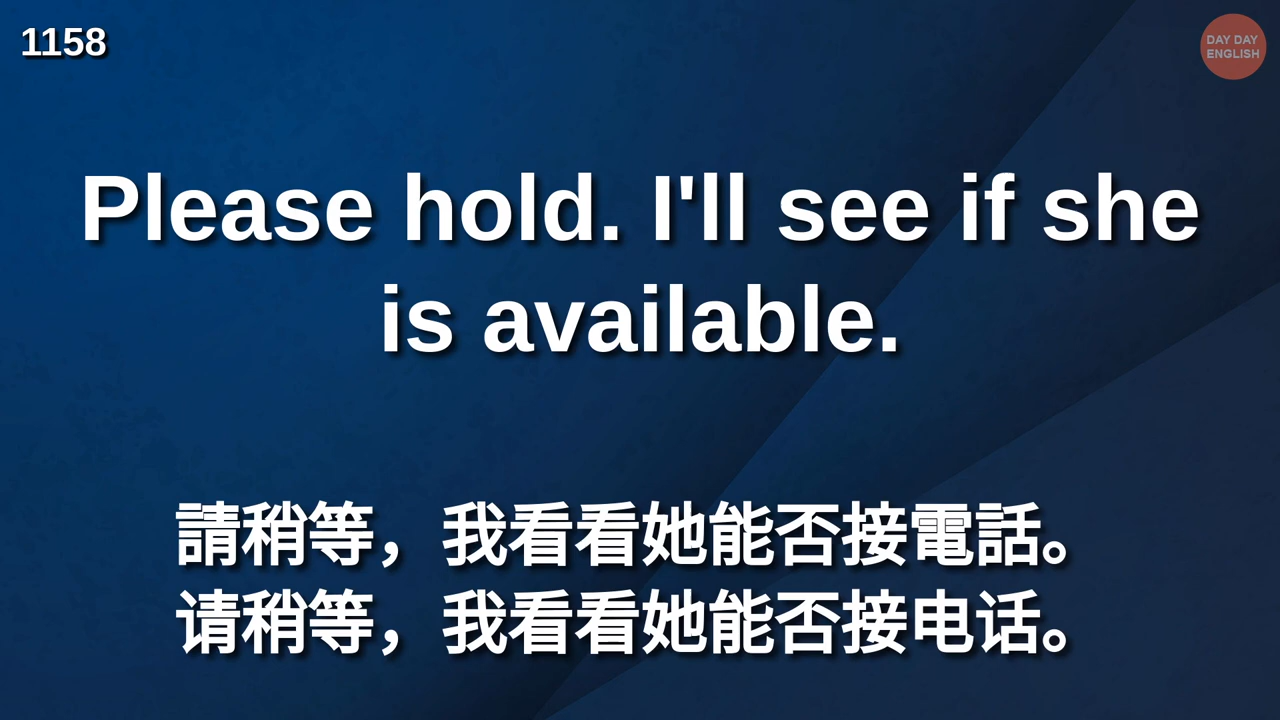 1158
DAY DAY
ENGLISH
Please hold. I'll see if she
is available.
請稍等，我看看她能否接電話。
请稍等，我看看她能否接电话。